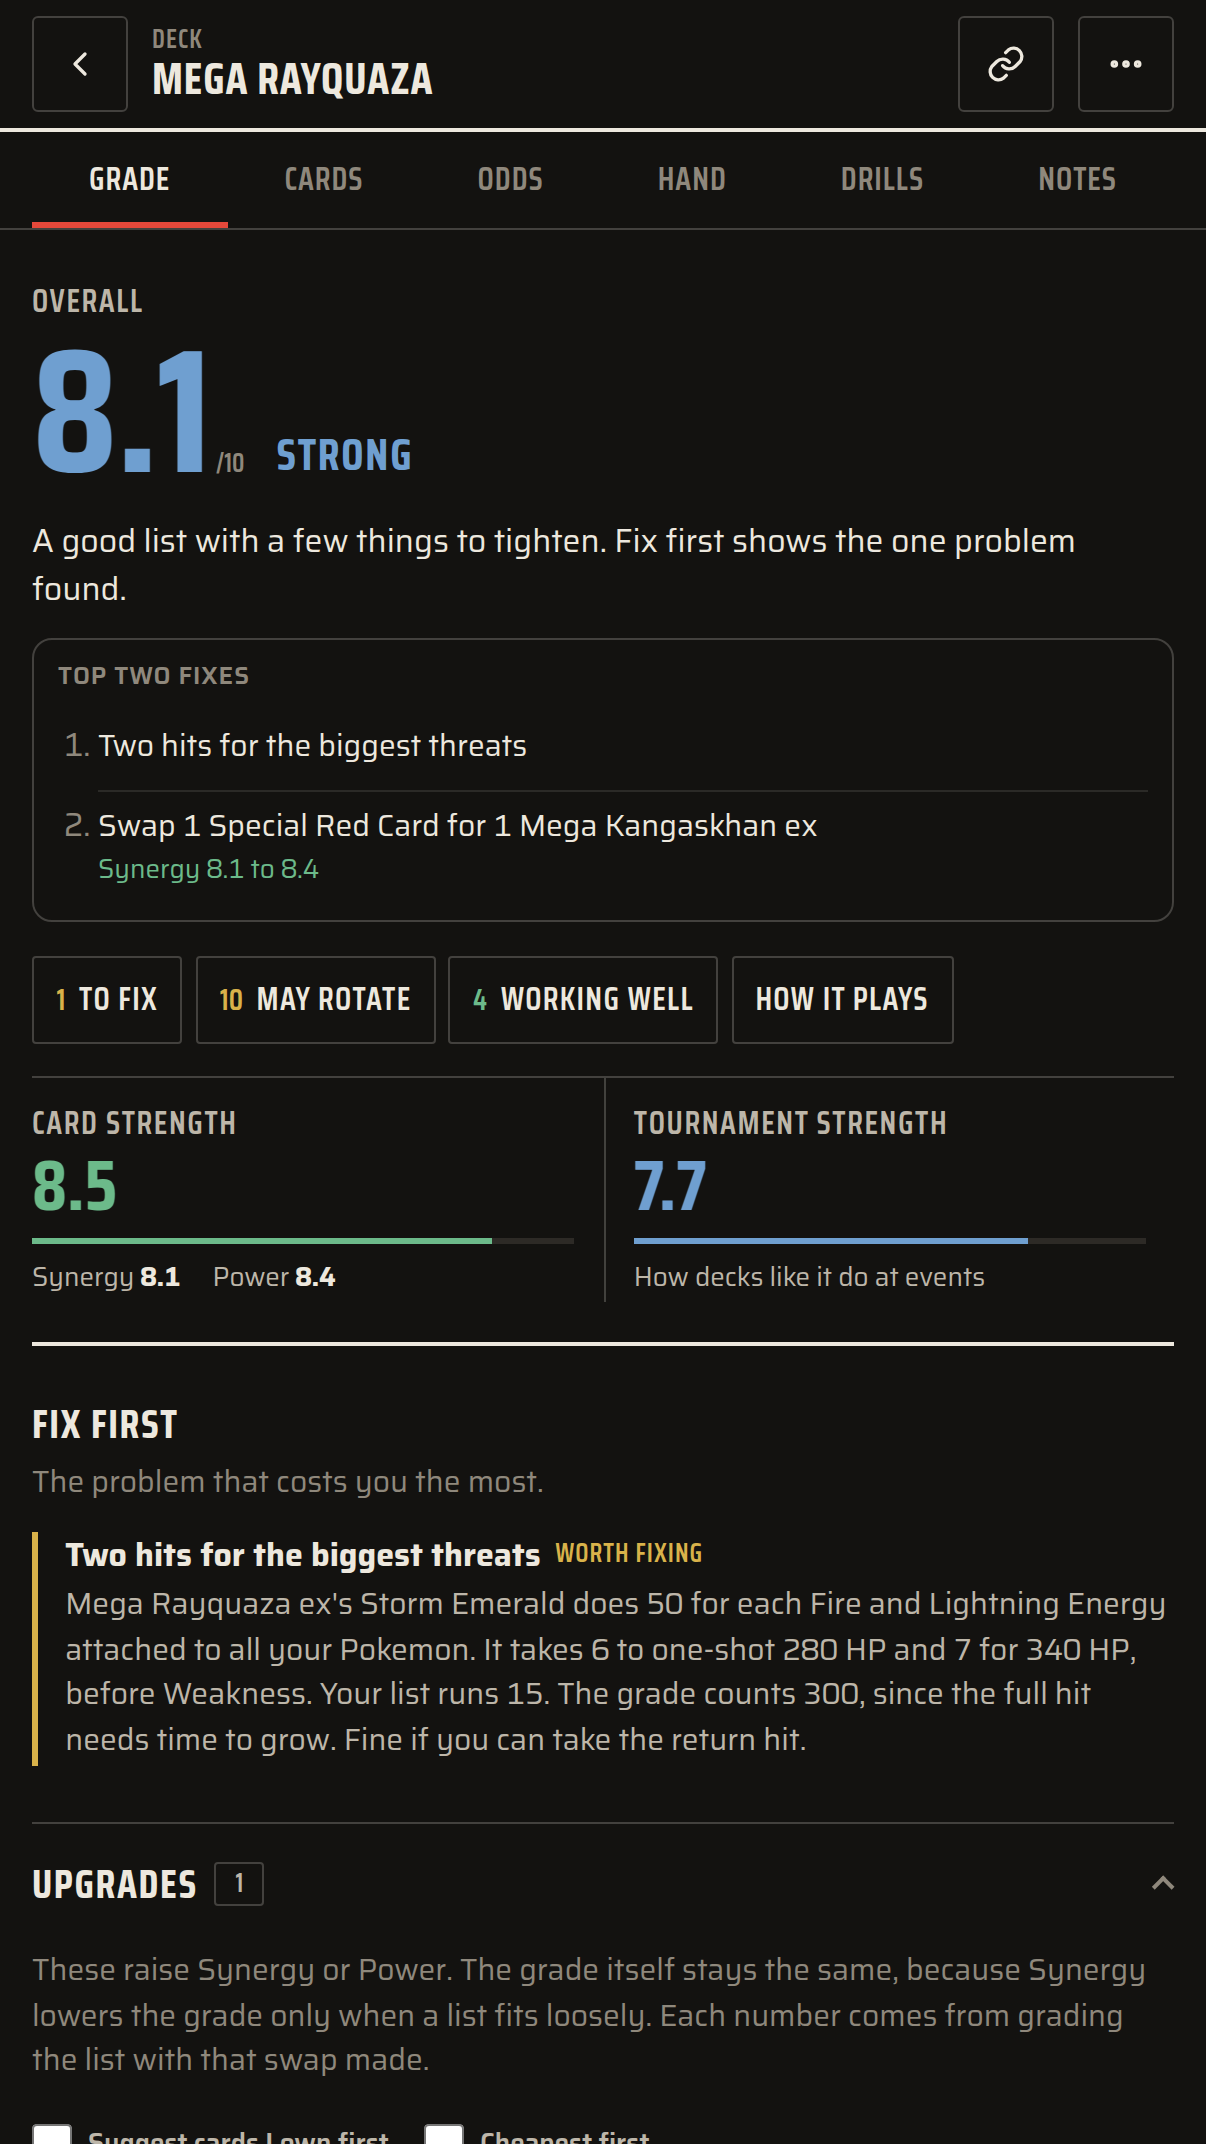 DECK
MEGA RAYQUAZA
GRADE CARDS ODDS HAND DRILLS NOTES
OVERALL
8.1/10 STRONG
A good list with a few things to tighten. Fix first shows the one problem
found.
TOP TWO FIXES
1. Two hits for the biggest threats
2. Swap 1 Special Red Card for 1 Mega Kangaskhan ex
Synergy 8.1 to 8.4
1 TO FIX 10 MAY ROTATE 4 WORKING WELL HOW IT PLAYS
CARD STRENGTH
8.5
Synergy 8.1 Power 8.4
TOURNAMENT STRENGTH
7.7
How decks like it do at events
FIX FIRST
The problem that costs you the most.
Two hits for the biggest threats WORTH FIXING
Mega Rayquaza ex's Storm Emerald does 50 for each Fire and Lightning Energy
attached to all your Pokemon. It takes 6 to one-shot 280 HP and 7 for 340 HP,
before Weakness. Your list runs 15. The grade counts 300, since the full hit
needs time to grow. Fine if you can take the return hit.
UPGRADES 1
These raise Synergy or Power. The grade itself stays the same, because Synergy
lowers the grade only when a list fits loosely. Each number comes from grading
the list with that swap made.
Suggest cards I own first Cheapest first